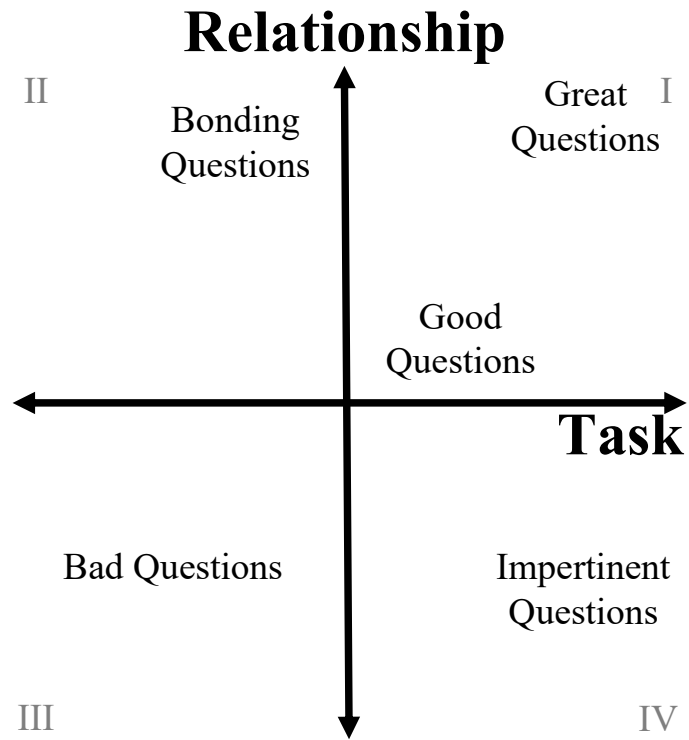 Relationship
II
Bonding
Questions
Great
Questions
I
Good
Questions
Task
Bad Questions
Impertinent
Questions
III
IV